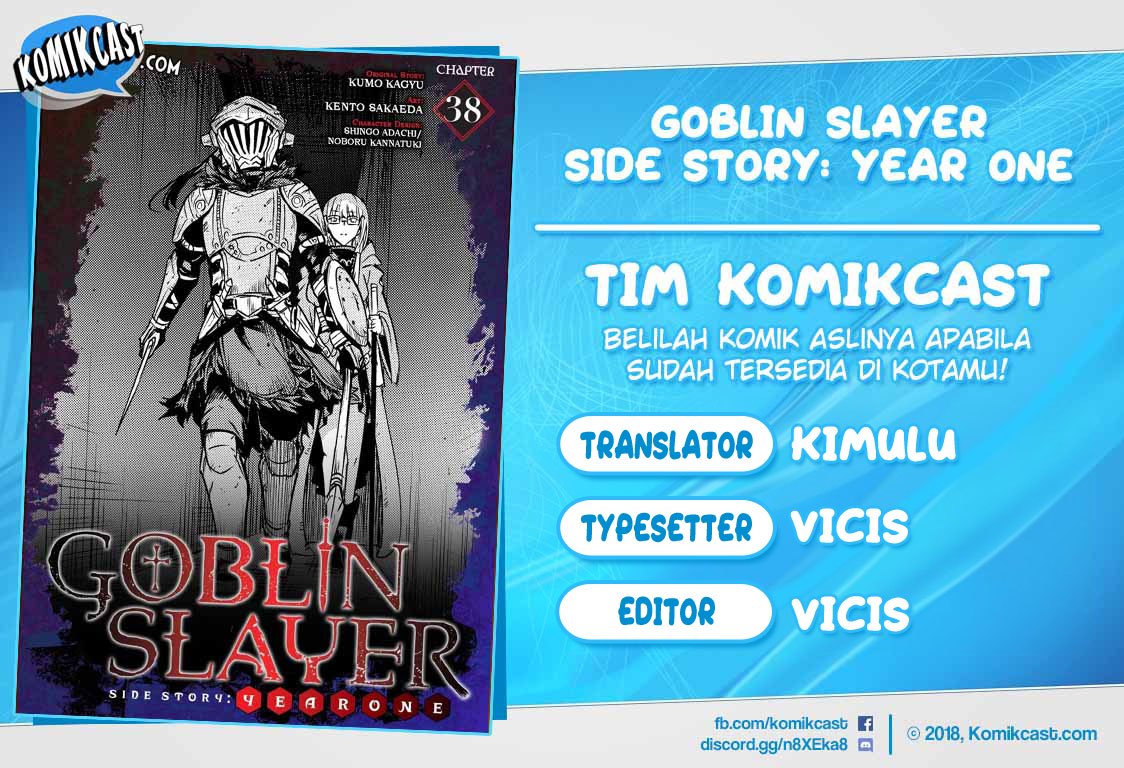 KOMIKCAST
.COM
CHAPTER
38
ORIGINAL STORY:
KUMO KAGYU
ART:
KENTO SAKAEDA
CHARACTER DESIGN:
SHINGO ADACHI/
NOBORU KANNATUKI
GOBLIN
SLAYER
SIDE STORY: YEAR ONE
GOBLIN SLAYER
SIDE STORY: YEAR ONE
TIM KOMIKCAST
BELILAH KOMIK ASLINYA APABILA
SUDAH TERSEDIA DI KOTAMU!
TRANSLATOR KIMULU
TYPESETTER VICIS
EDITOR VICIS
fb.com/komikcast
discord.gg/n8XEka8
© 2018, Komikcast.com